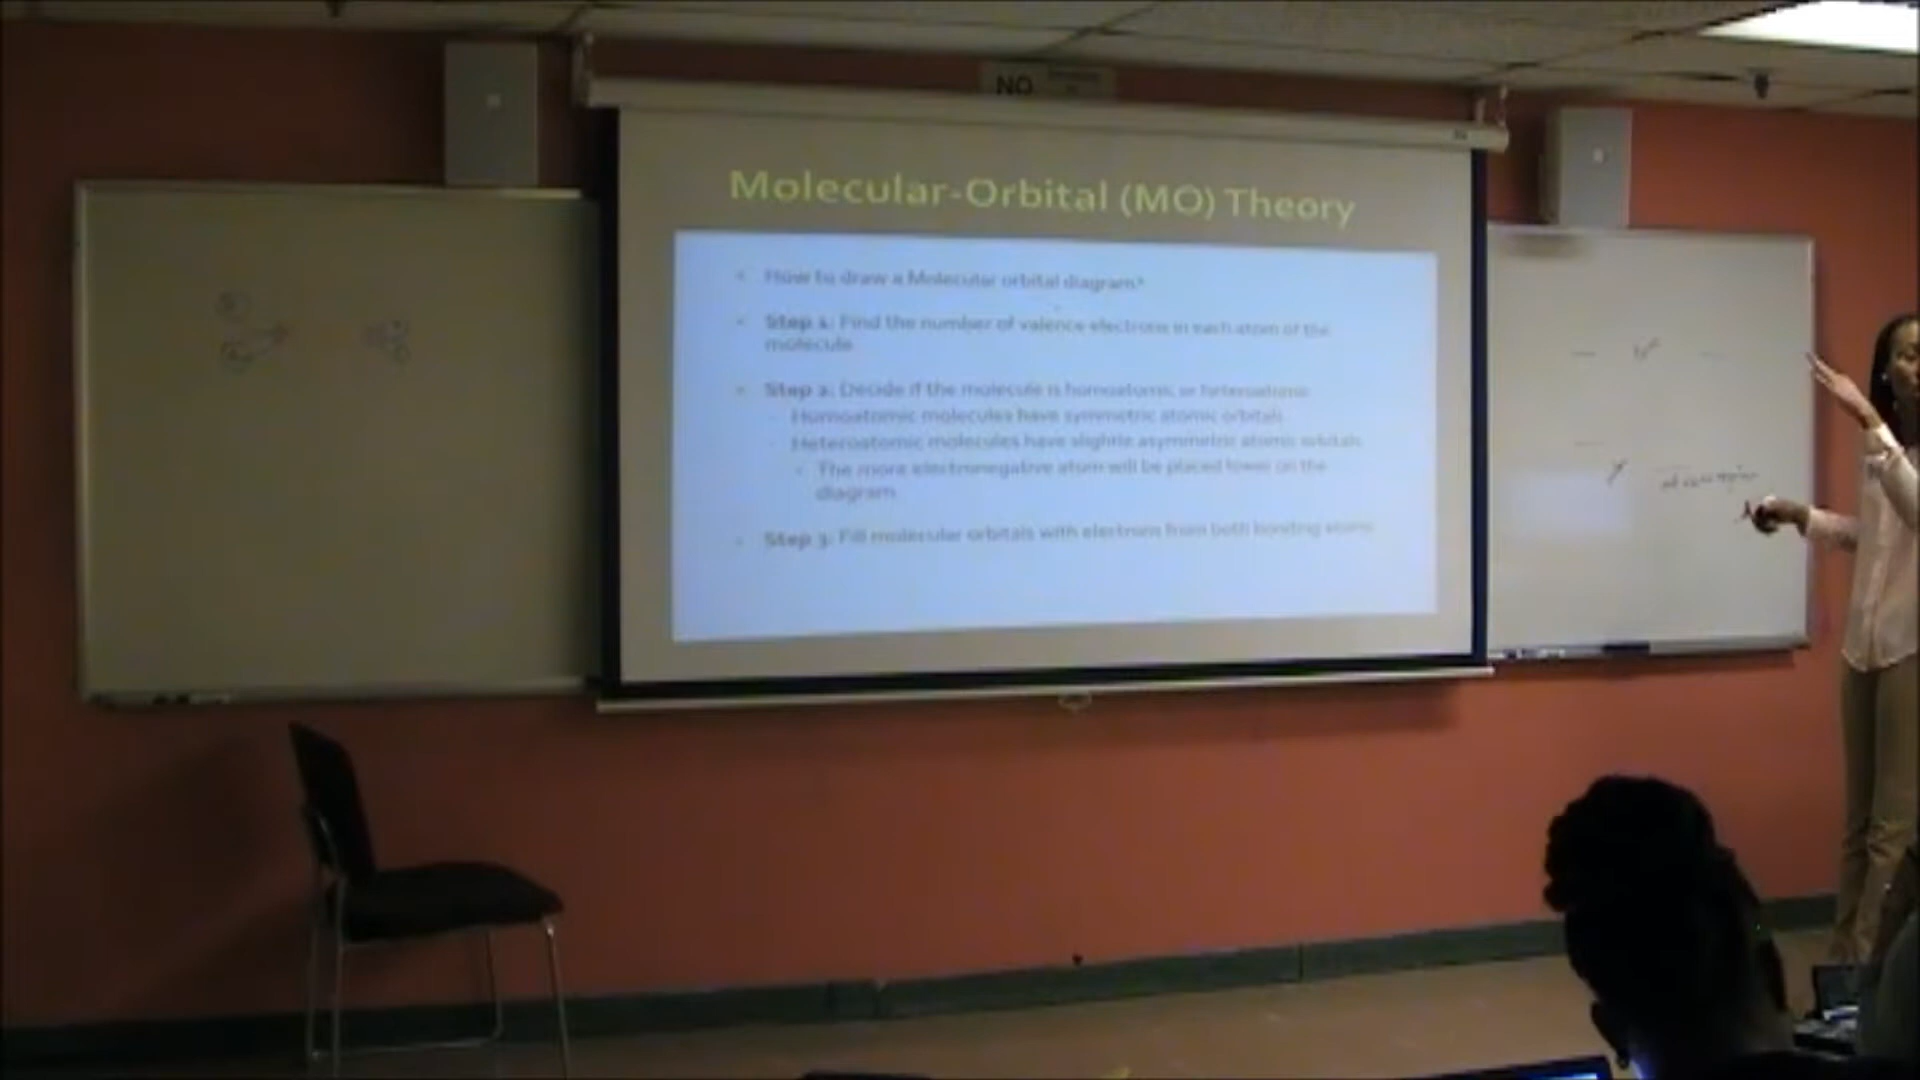 NO
Molecular-Orbital (MO) Theory
• How to draw a Molecular orbital diagram?
• Step 1: Find the number of valence electrons in each atom of the
molecule
• Step 2: Decide if the molecule is homoatomic or heteroatomic
- Homoatomic molecules have symmetric atomic orbitals
- Heteroatomic molecules have slightly asymmetric atomic orbitals
• The more electronegative atom will be placed lower on the
diagram
• Step 3: Fill molecular orbitals with electrons from both bonding atoms